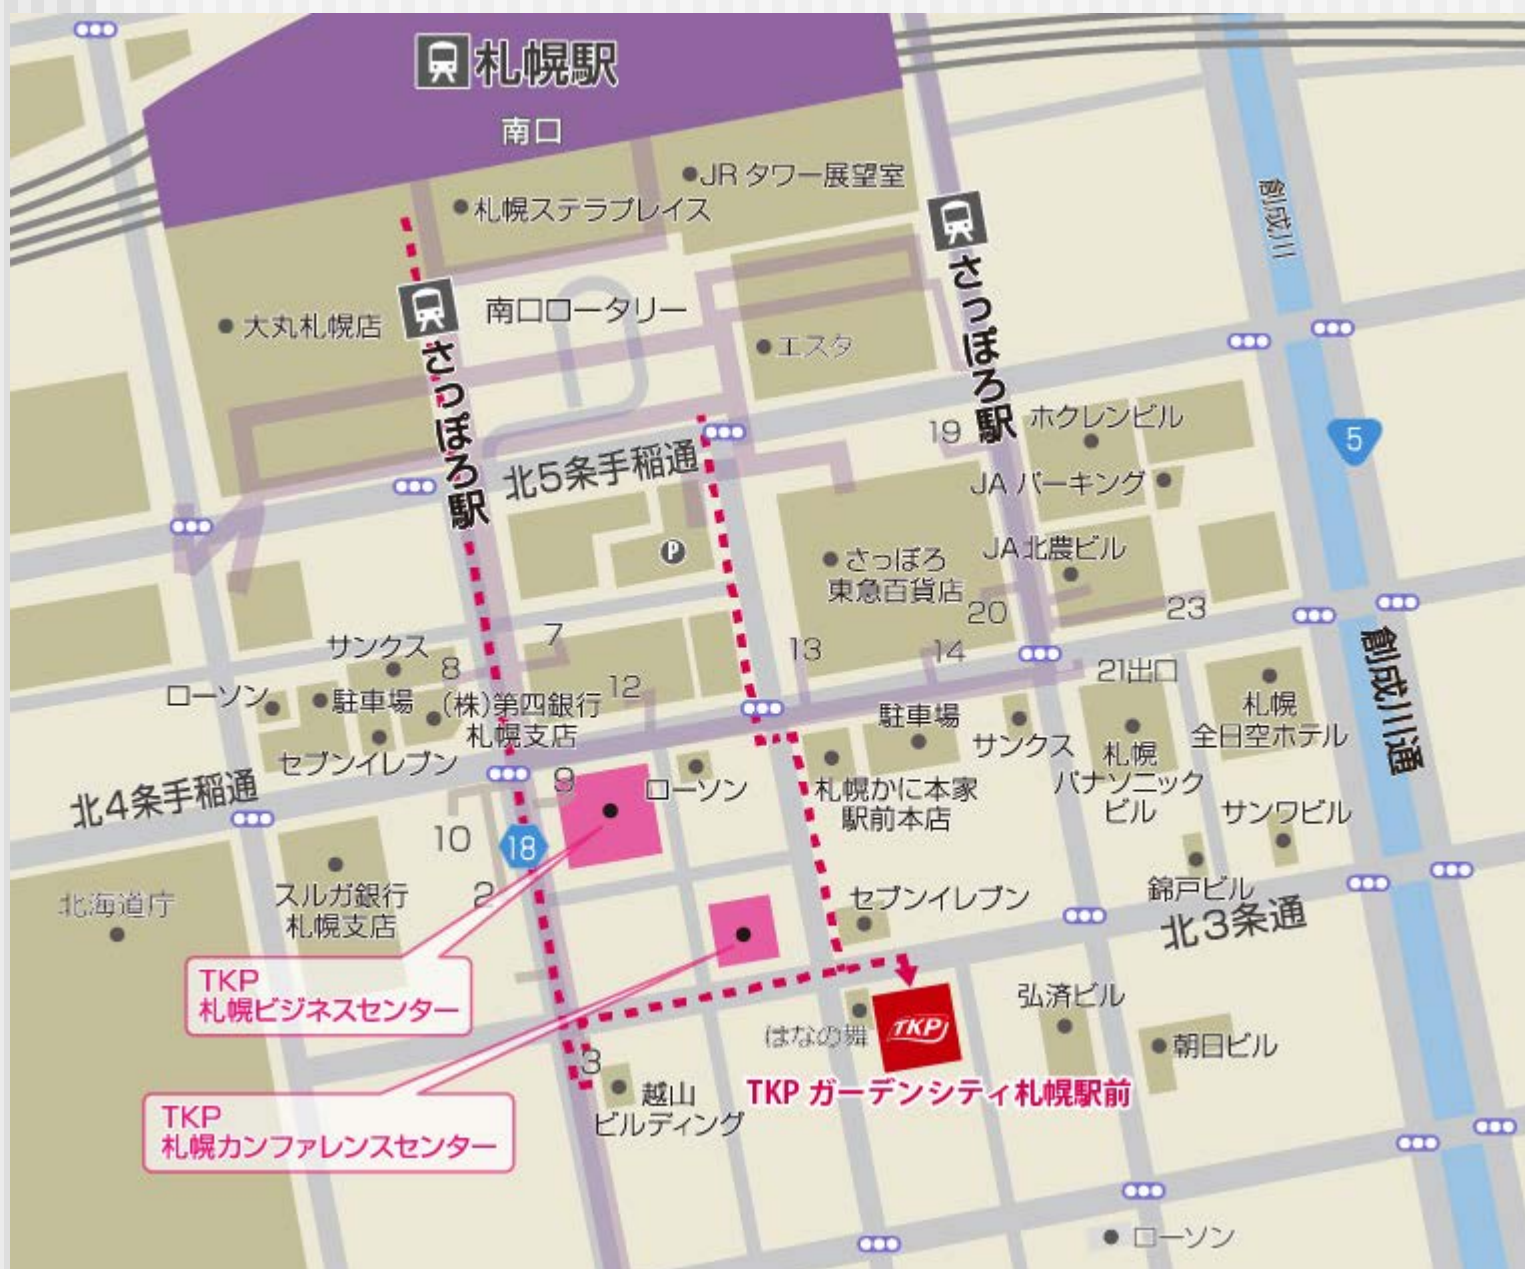 札幌駅
南口
JRタワー展望室
札幌ステラプレイス
創成川
さっぽろ駅
南口ロータリー
大丸札幌店
さっぽろ駅
エスタ
5
19
ホクレンビル
北5条手稲通
JAパーキング
P
さっぽろ
東急百貨店
JA北農ビル
20
23
7
13
14
サンクス
8
21出口
創成川通
ローソン
駐車場
(株)第四銀行
札幌支店
12
駐車場
札幌
全日空ホテル
セブンイレブン
サンクス
札幌
パナソニック
ビル
9
ローソン
札幌かに本家
駅前本店
北4条手稲通
サンワビル
10
18
北海道庁
スルガ銀行
札幌支店
2
セブンイレブン
錦戸ビル
北3条通
TKP
札幌ビジネスセンター
弘済ビル
はなの舞
TKP
朝日ビル
3
越山
ビルディング
TKP ガーデンシティ札幌駅前
TKP
札幌カンファレンスセンター
ローソン